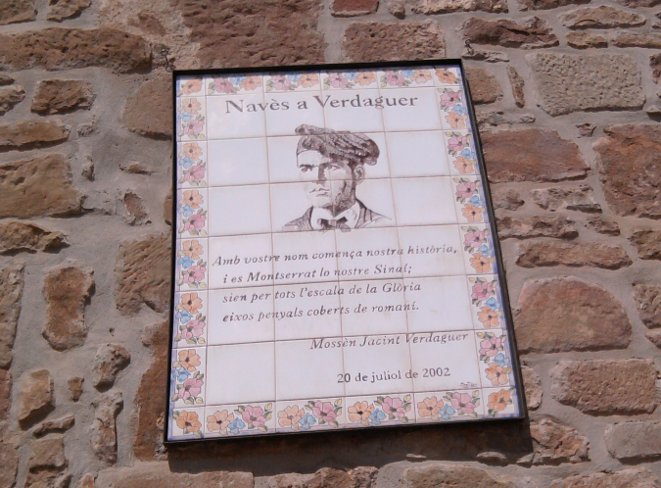 Navès a Verdaguer
Amb vostre nom comença nostra història,
i es Montserrat lo nostre Sinaí;
sien per tots l'escala de la Glòria
eixos penyals coberts de romaní.
Mossèn Jacint Verdaguer
20 de juliol de 2002